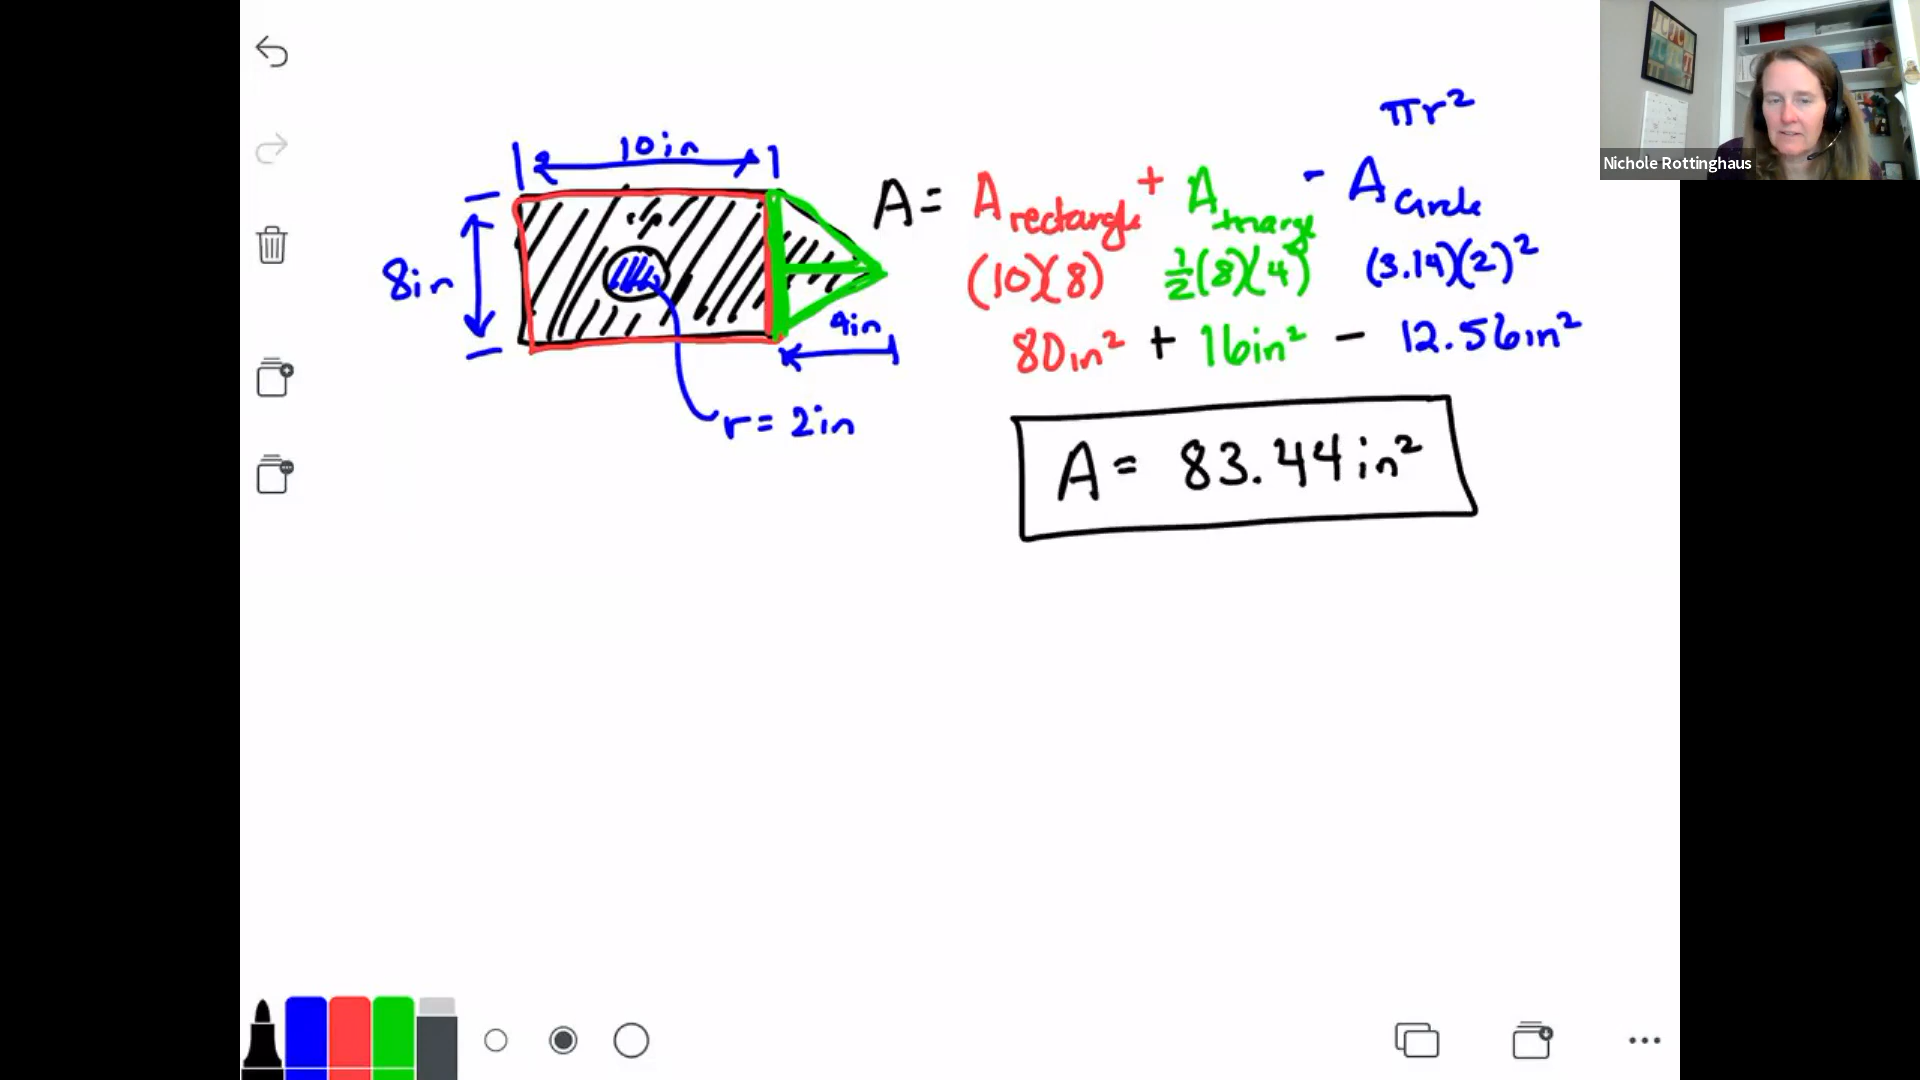 Nichole Rottinghaus
πr²
10in
A = A rectangle + A triangle - A Circle
8in
(10)(8) ½(8)(4) (3.14)(2)²
4in
80in² + 16in² - 12.56in²
r = 2in
A = 83.44in²